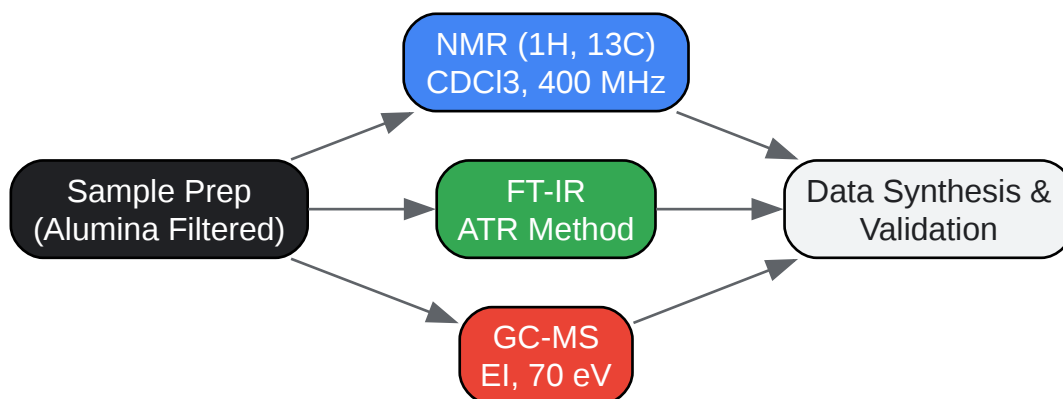 NMR (1H, 13C)
CDCl3, 400 MHz
Sample Prep
(Alumina Filtered)
FT-IR
ATR Method
Data Synthesis &
Validation
GC-MS
EI, 70 eV